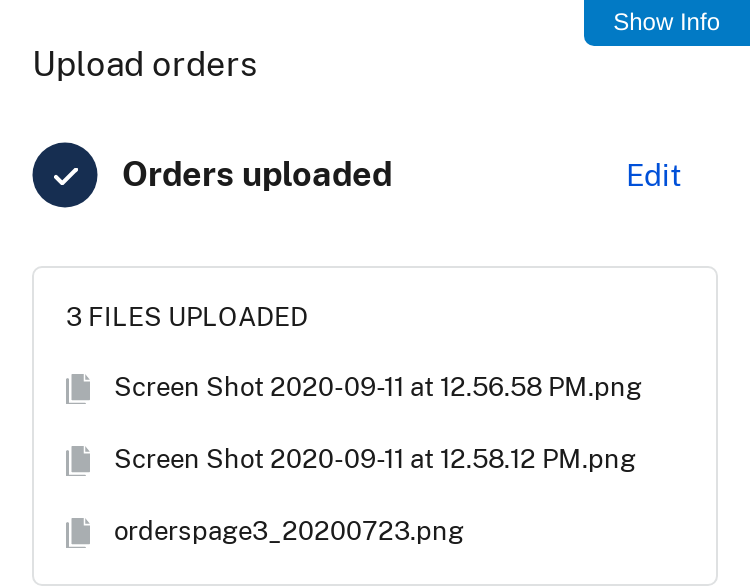 Show Info
Upload orders
Orders uploaded
Edit
3 FILES UPLOADED
Screen Shot 2020-09-11 at 12.56.58 PM.png
Screen Shot 2020-09-11 at 12.58.12 PM.png
orderspage3_20200723.png